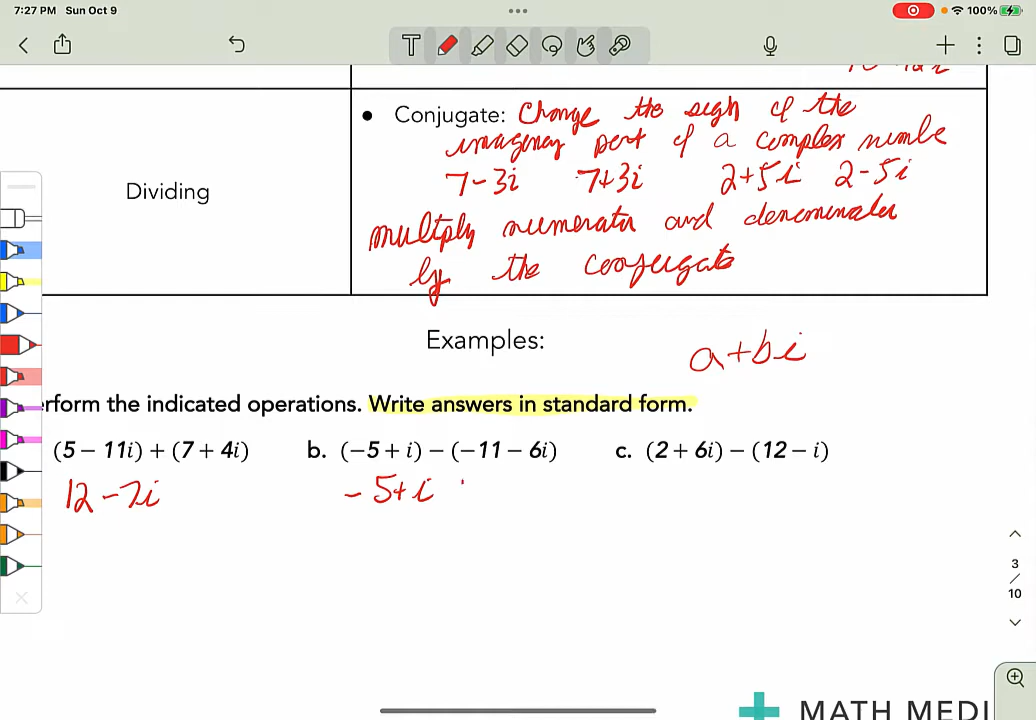 7:27 PM Sun Oct 9
100%
T
Dividing
• Conjugate: Change the sign of the
imaginary part of a complex numbe
7-3i 7+3i 2+5i 2-5i
multiply numerator and denominator
by the conjugate
Examples:
a+bi
erform the indicated operations. Write answers in standard form.
(5 − 11i) + (7 + 4i) b. (−5 + i) − (−11 − 6i) c. (2 + 6i) − (12 − i)
12-7i -5+i
3
/
10
MATH MEDI